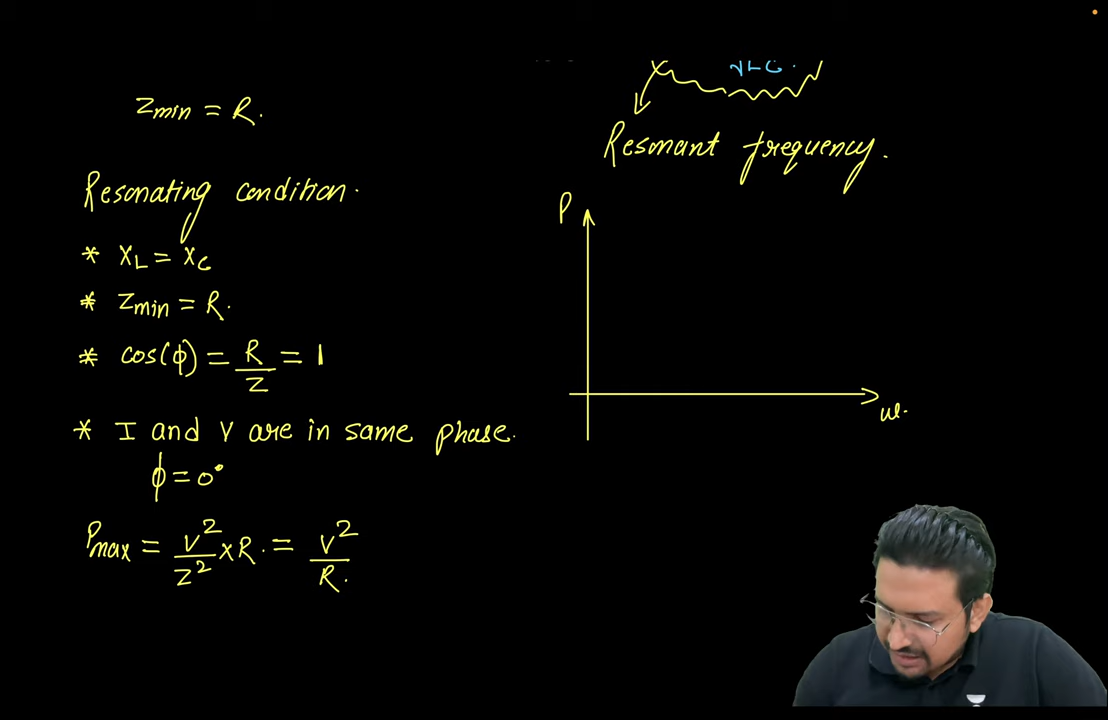 √LC.
Zmin = R.
Resonant frequency.
Resonating condition.
* XL = XC
* Zmin = R.
* cos(ϕ) = R/Z = 1
* I and V are in same phase.
ϕ = 0°
Pmax = V²/Z² x R. = V²/R.
P
ω.